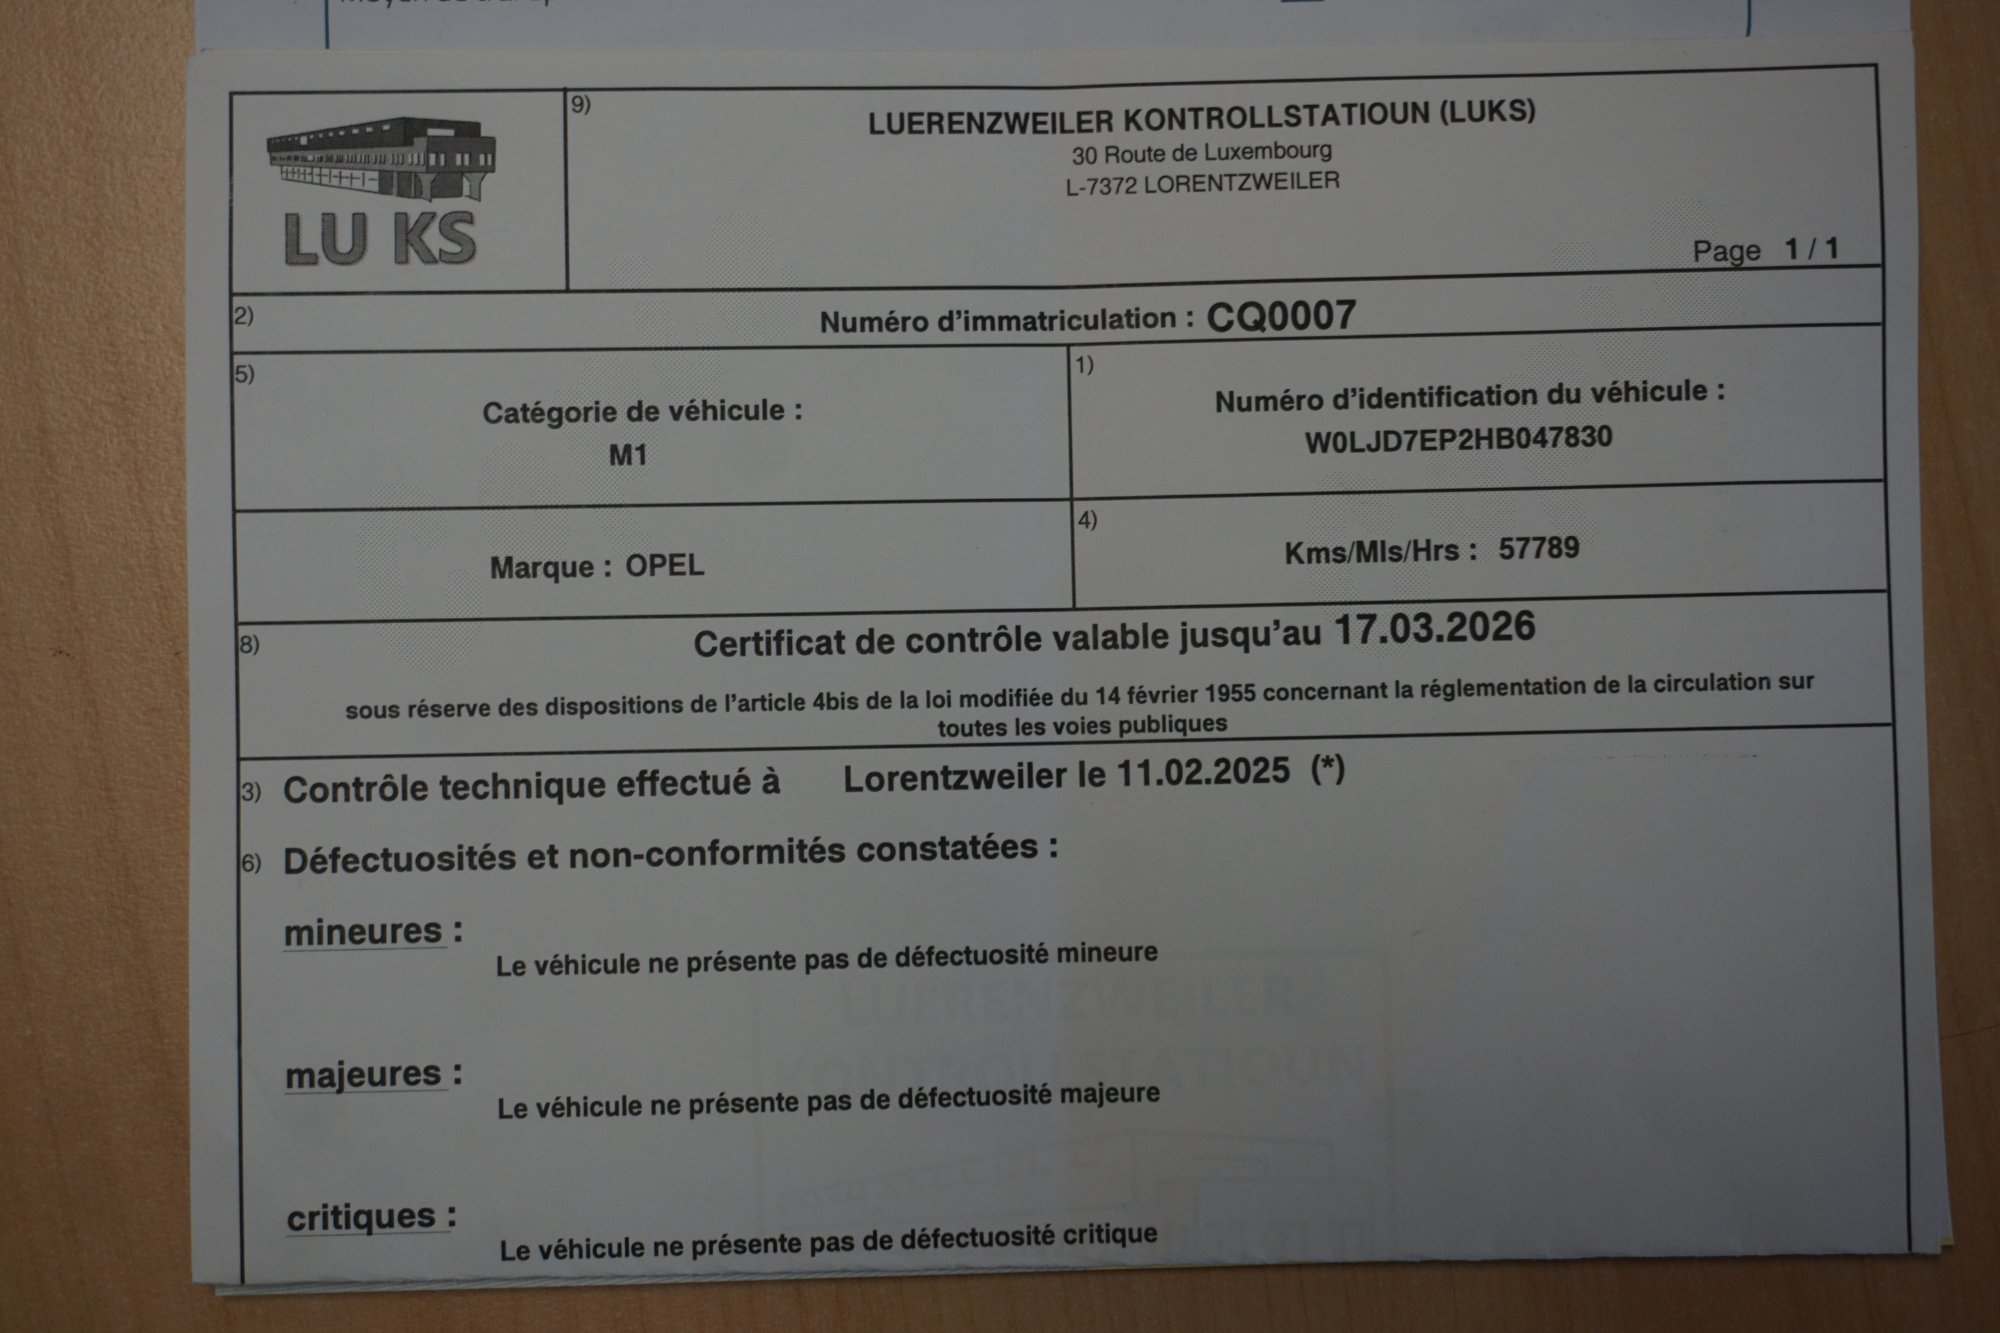 LU KS
9)
LUERENZWEILER KONTROLLSTATIOUN (LUKS)
30 Route de Luxembourg
L-7372 LORENTZWEILER
Page 1 / 1
2)
Numéro d'immatriculation : CQ0007
5)
Catégorie de véhicule :
M1
1)
Numéro d'identification du véhicule :
W0LJD7EP2HB047830
Marque : OPEL
4)
Kms/Mls/Hrs : 57789
8)
Certificat de contrôle valable jusqu'au 17.03.2026
sous réserve des dispositions de l'article 4bis de la loi modifiée du 14 février 1955 concernant la réglementation de la circulation sur
toutes les voies publiques
3) Contrôle technique effectué à Lorentzweiler le 11.02.2025 (*)
6) Défectuosités et non-conformités constatées :
mineures :
Le véhicule ne présente pas de défectuosité mineure
majeures :
Le véhicule ne présente pas de défectuosité majeure
critiques :
Le véhicule ne présente pas de défectuosité critique